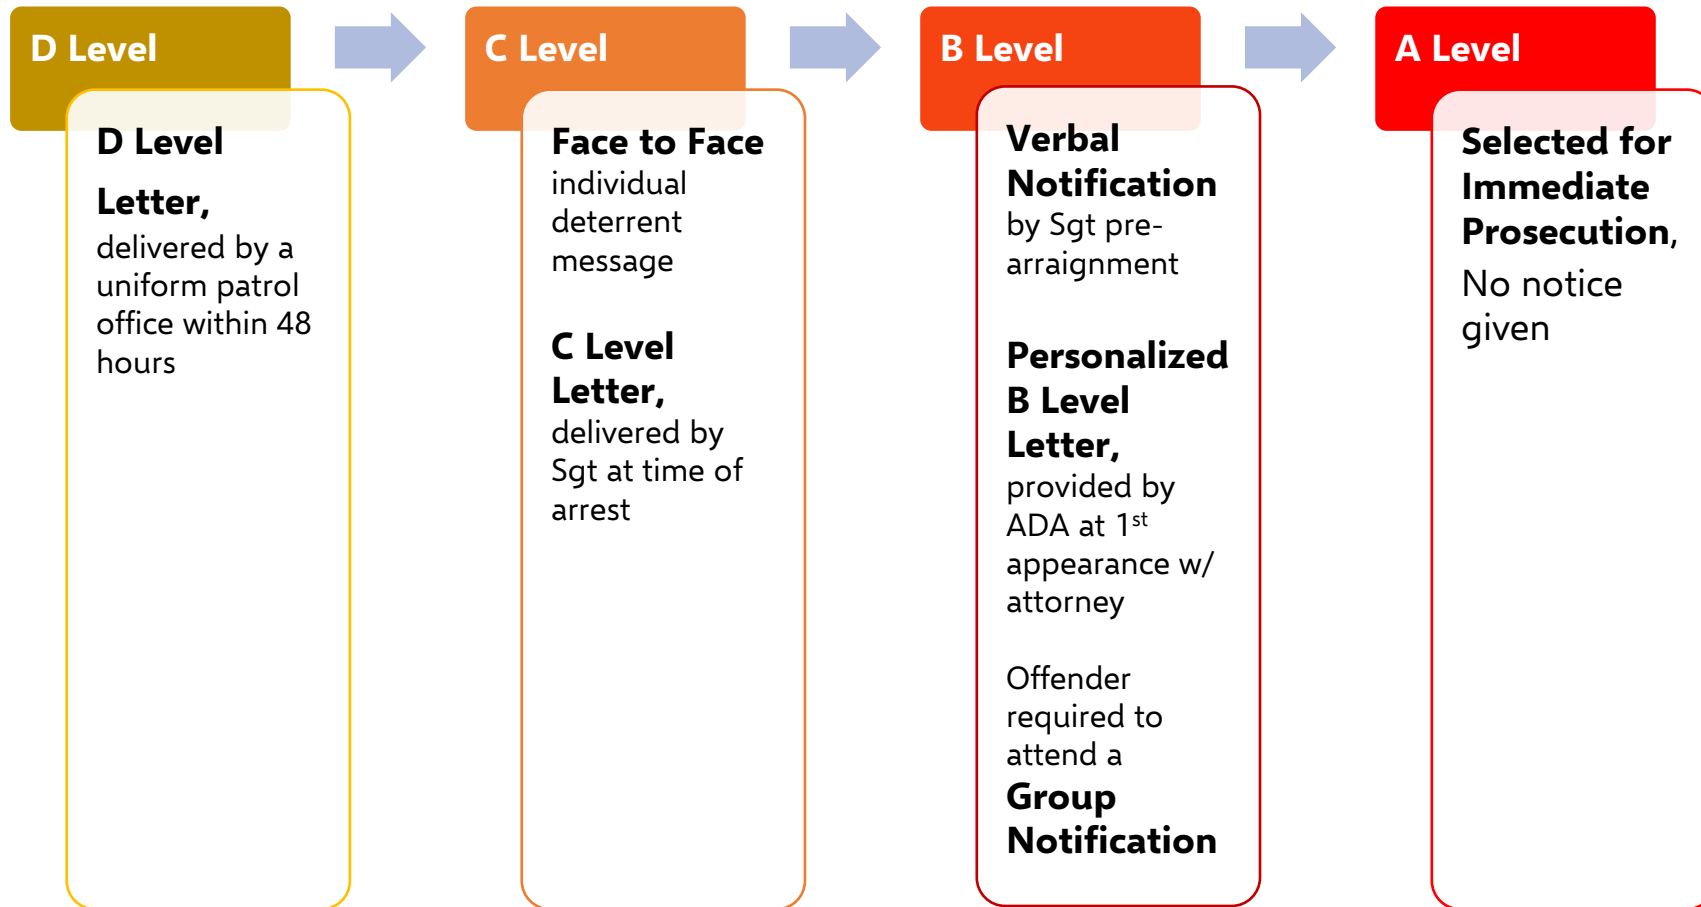 D Level
D Level
Letter,
delivered by a
uniform patrol
office within 48
hours
C Level
Face to Face
individual
deterrent
message
C Level
Letter,
delivered by
Sgt at time of
arrest
B Level
Verbal
Notification
by Sgt pre-
arraignment
Personalized
B Level
Letter,
provided by
ADA at 1st
appearance w/
attorney
Offender
required to
attend a
Group
Notification
A Level
Selected for
Immediate
Prosecution,
No notice
given